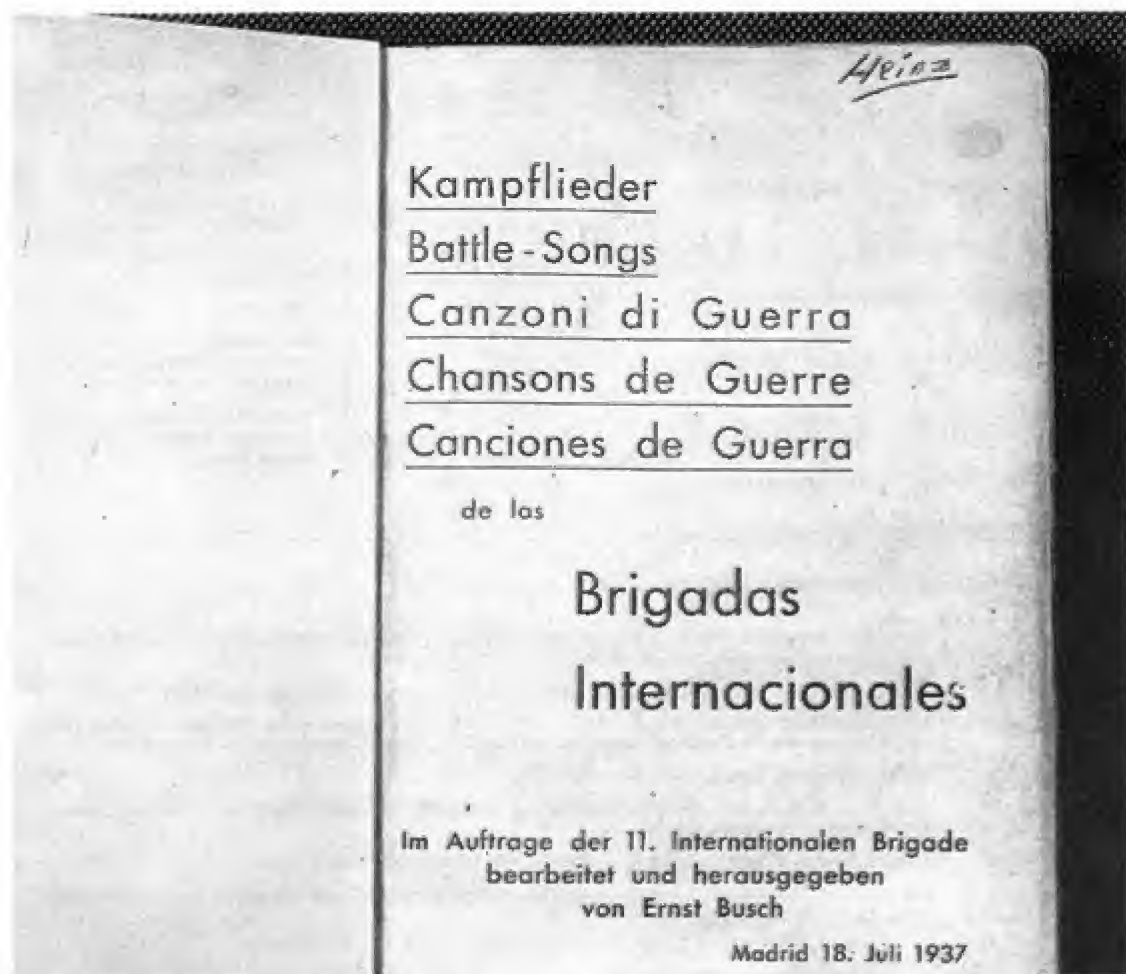 Heinz
Kampflieder
Battle-Songs
Canzoni di Guerra
Chansons de Guerre
Canciones de Guerra
de las
Brigadas
Internacionales
Im Auftrage der 11. Internationalen Brigade
bearbeitet und herausgegeben
von Ernst Busch
Madrid 18. Juli 1937